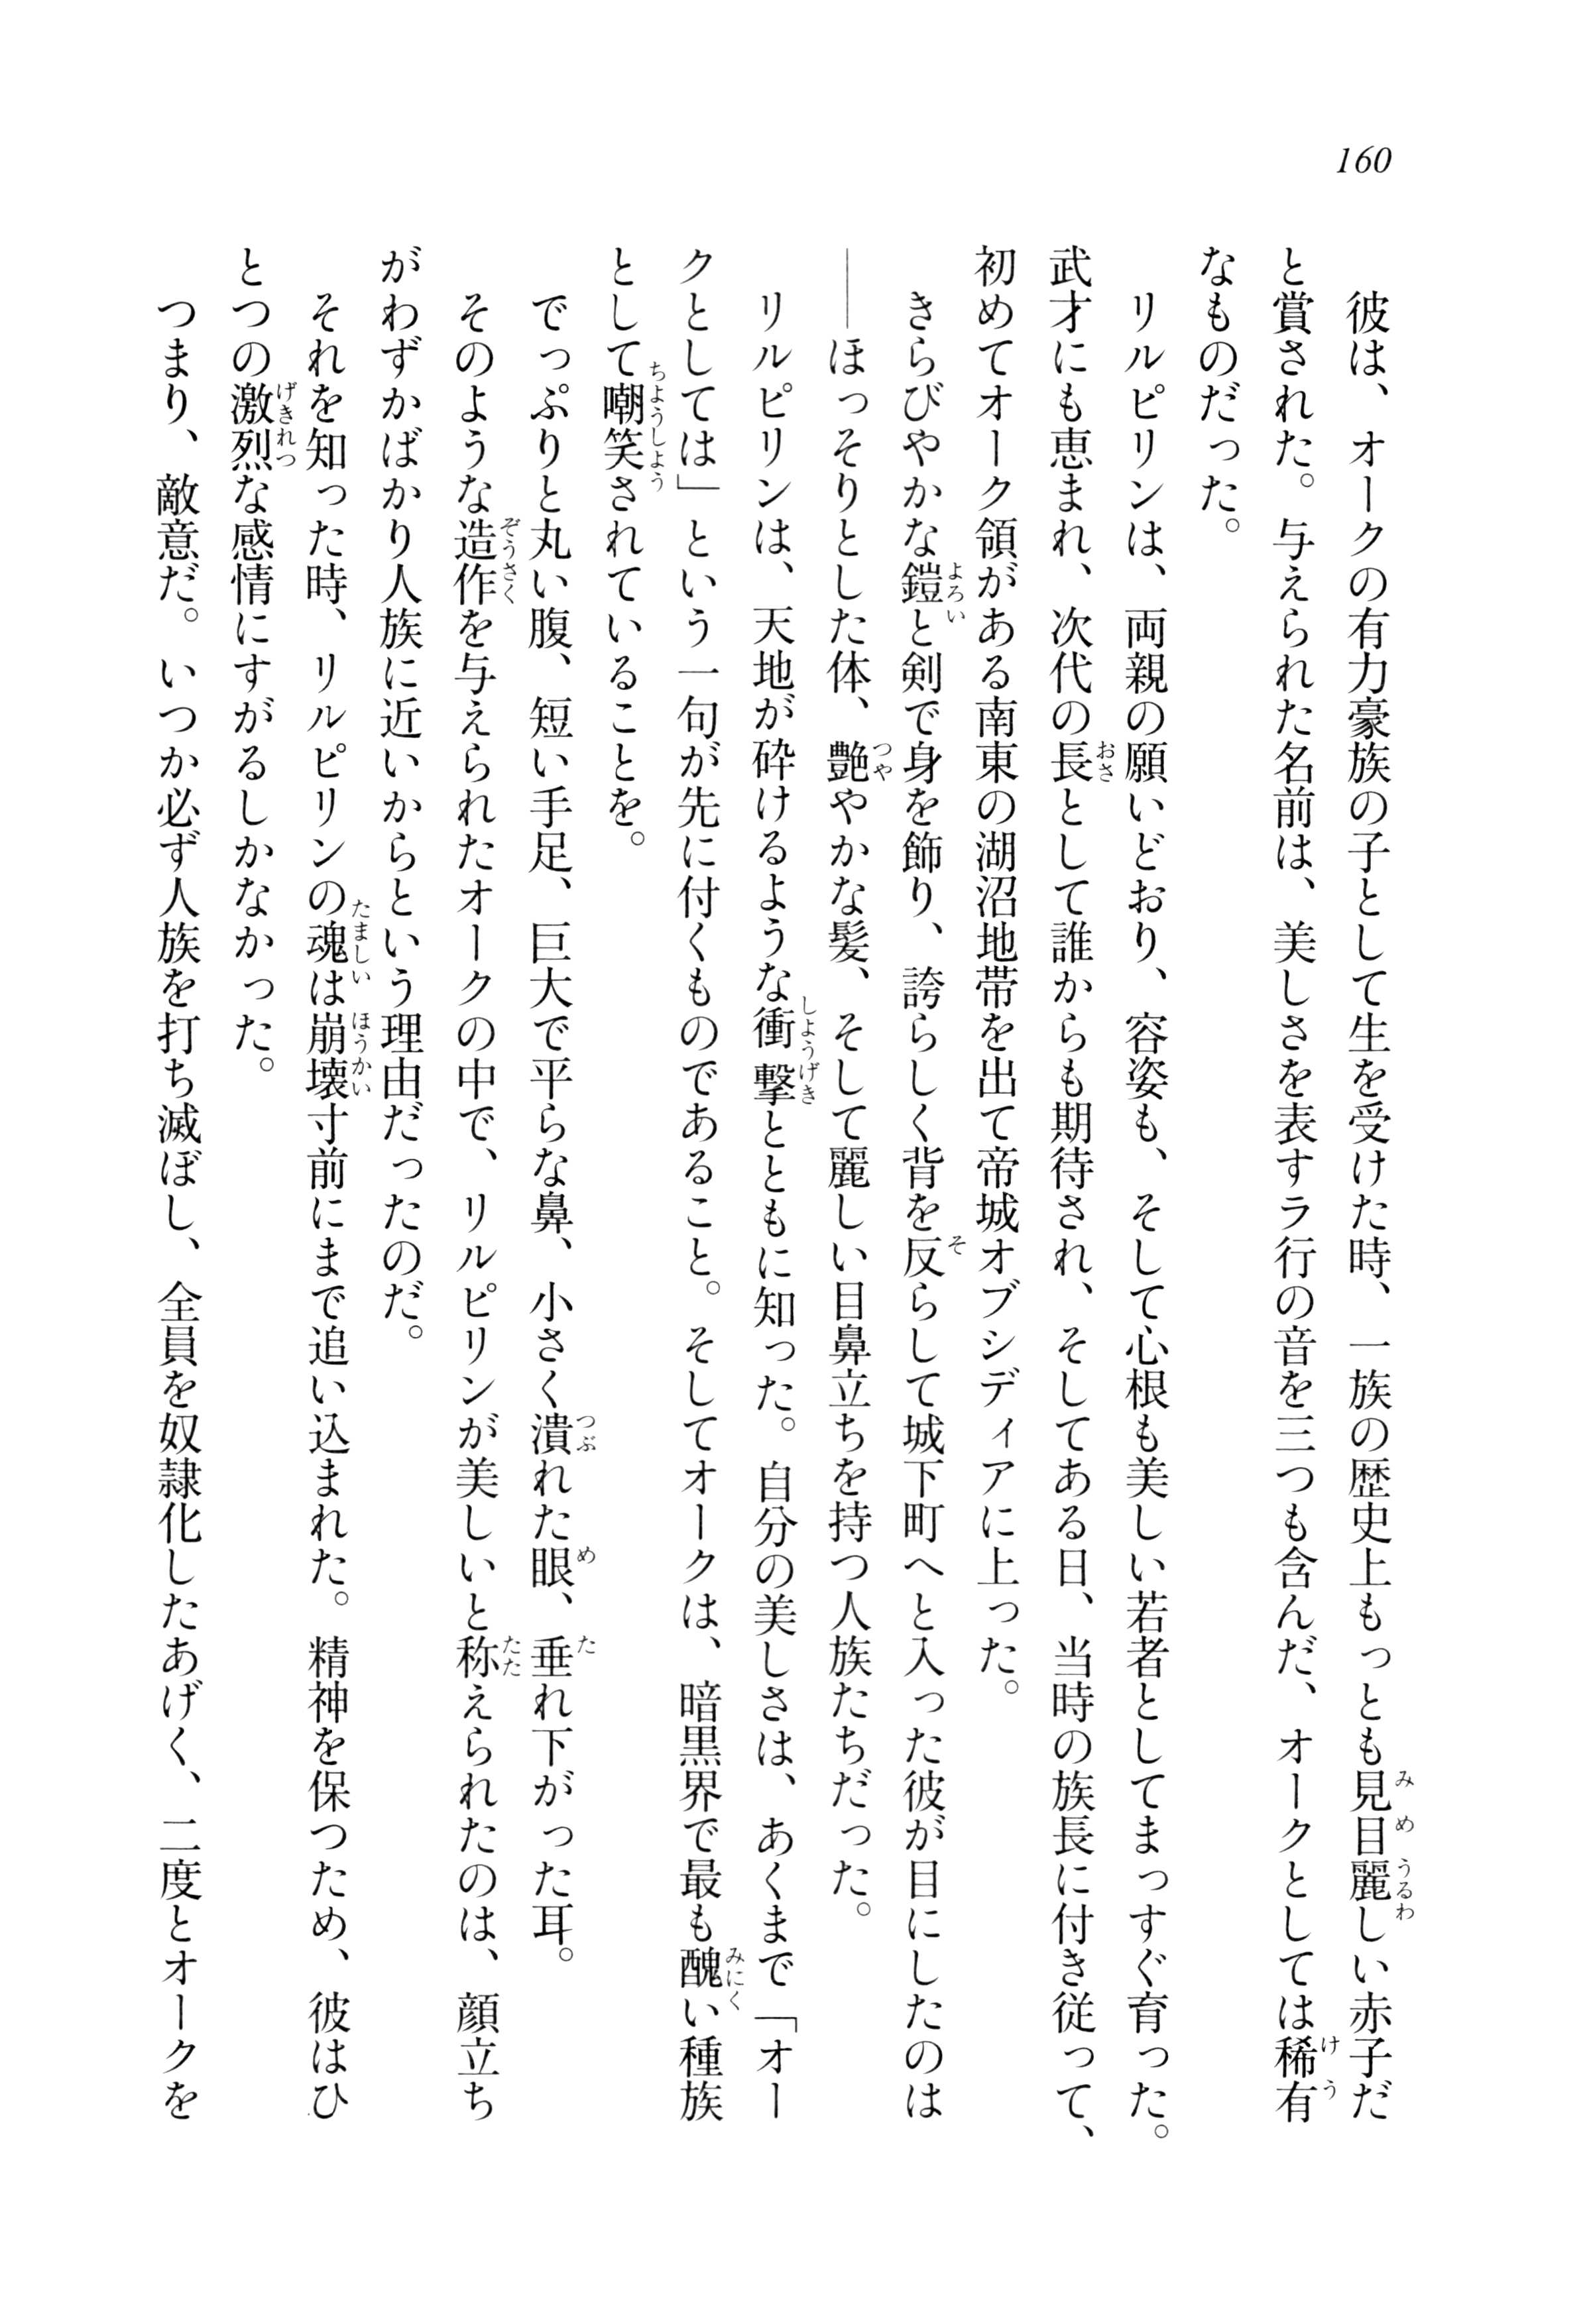 160
彼は、オークの有力豪族の子として生を受けた時、一族の歴史上もっとも見目麗しい赤子だ
と賞された。与えられた名前は、美しさを表すラ行の音を三つも含んだ、オークとしては稀有
なものだった。
リルピリンは、両親の願いどおり、容姿も、そして心根も美しい若者としてまっすぐ育った。
武才にも恵まれ、次代の長として誰からも期待され、そしてある日、当時の族長に付き従って、
初めてオーク領がある南東の湖沼地帯を出て帝城オブシディアに上った。
きらびやかな鎧と剣で身を飾り、誇らしく背を反らして城下町へと入った彼が目にしたのは
――ほっそりとした体、艶やかな髪、そして麗しい目鼻立ちを持つ人族たちだった。
リルピリンは、天地が砕けるような衝撃とともに知った。自分の美しさは、あくまで「オー
クとしては」という一句が先に付くものであること。そしてオークは、暗黒界で最も醜い種族
として嘲笑されていることを。
でっぷりと丸い腹、短い手足、巨大で平らな鼻、小さく潰れた眼、垂れ下がった耳。
そのような造作を与えられたオークの中で、リルピリンが美しいと称えられたのは、顔立ち
がわずかばかり人族に近いからという理由だったのだ。
それを知った時、リルピリンの魂は崩壊寸前にまで追い込まれた。精神を保つため、彼はひ
とつの激烈な感情にすがるしかなかった。
つまり、敵意だ。いつか必ず人族を打ち滅ぼし、全員を奴隷化したあげく、二度とオークを